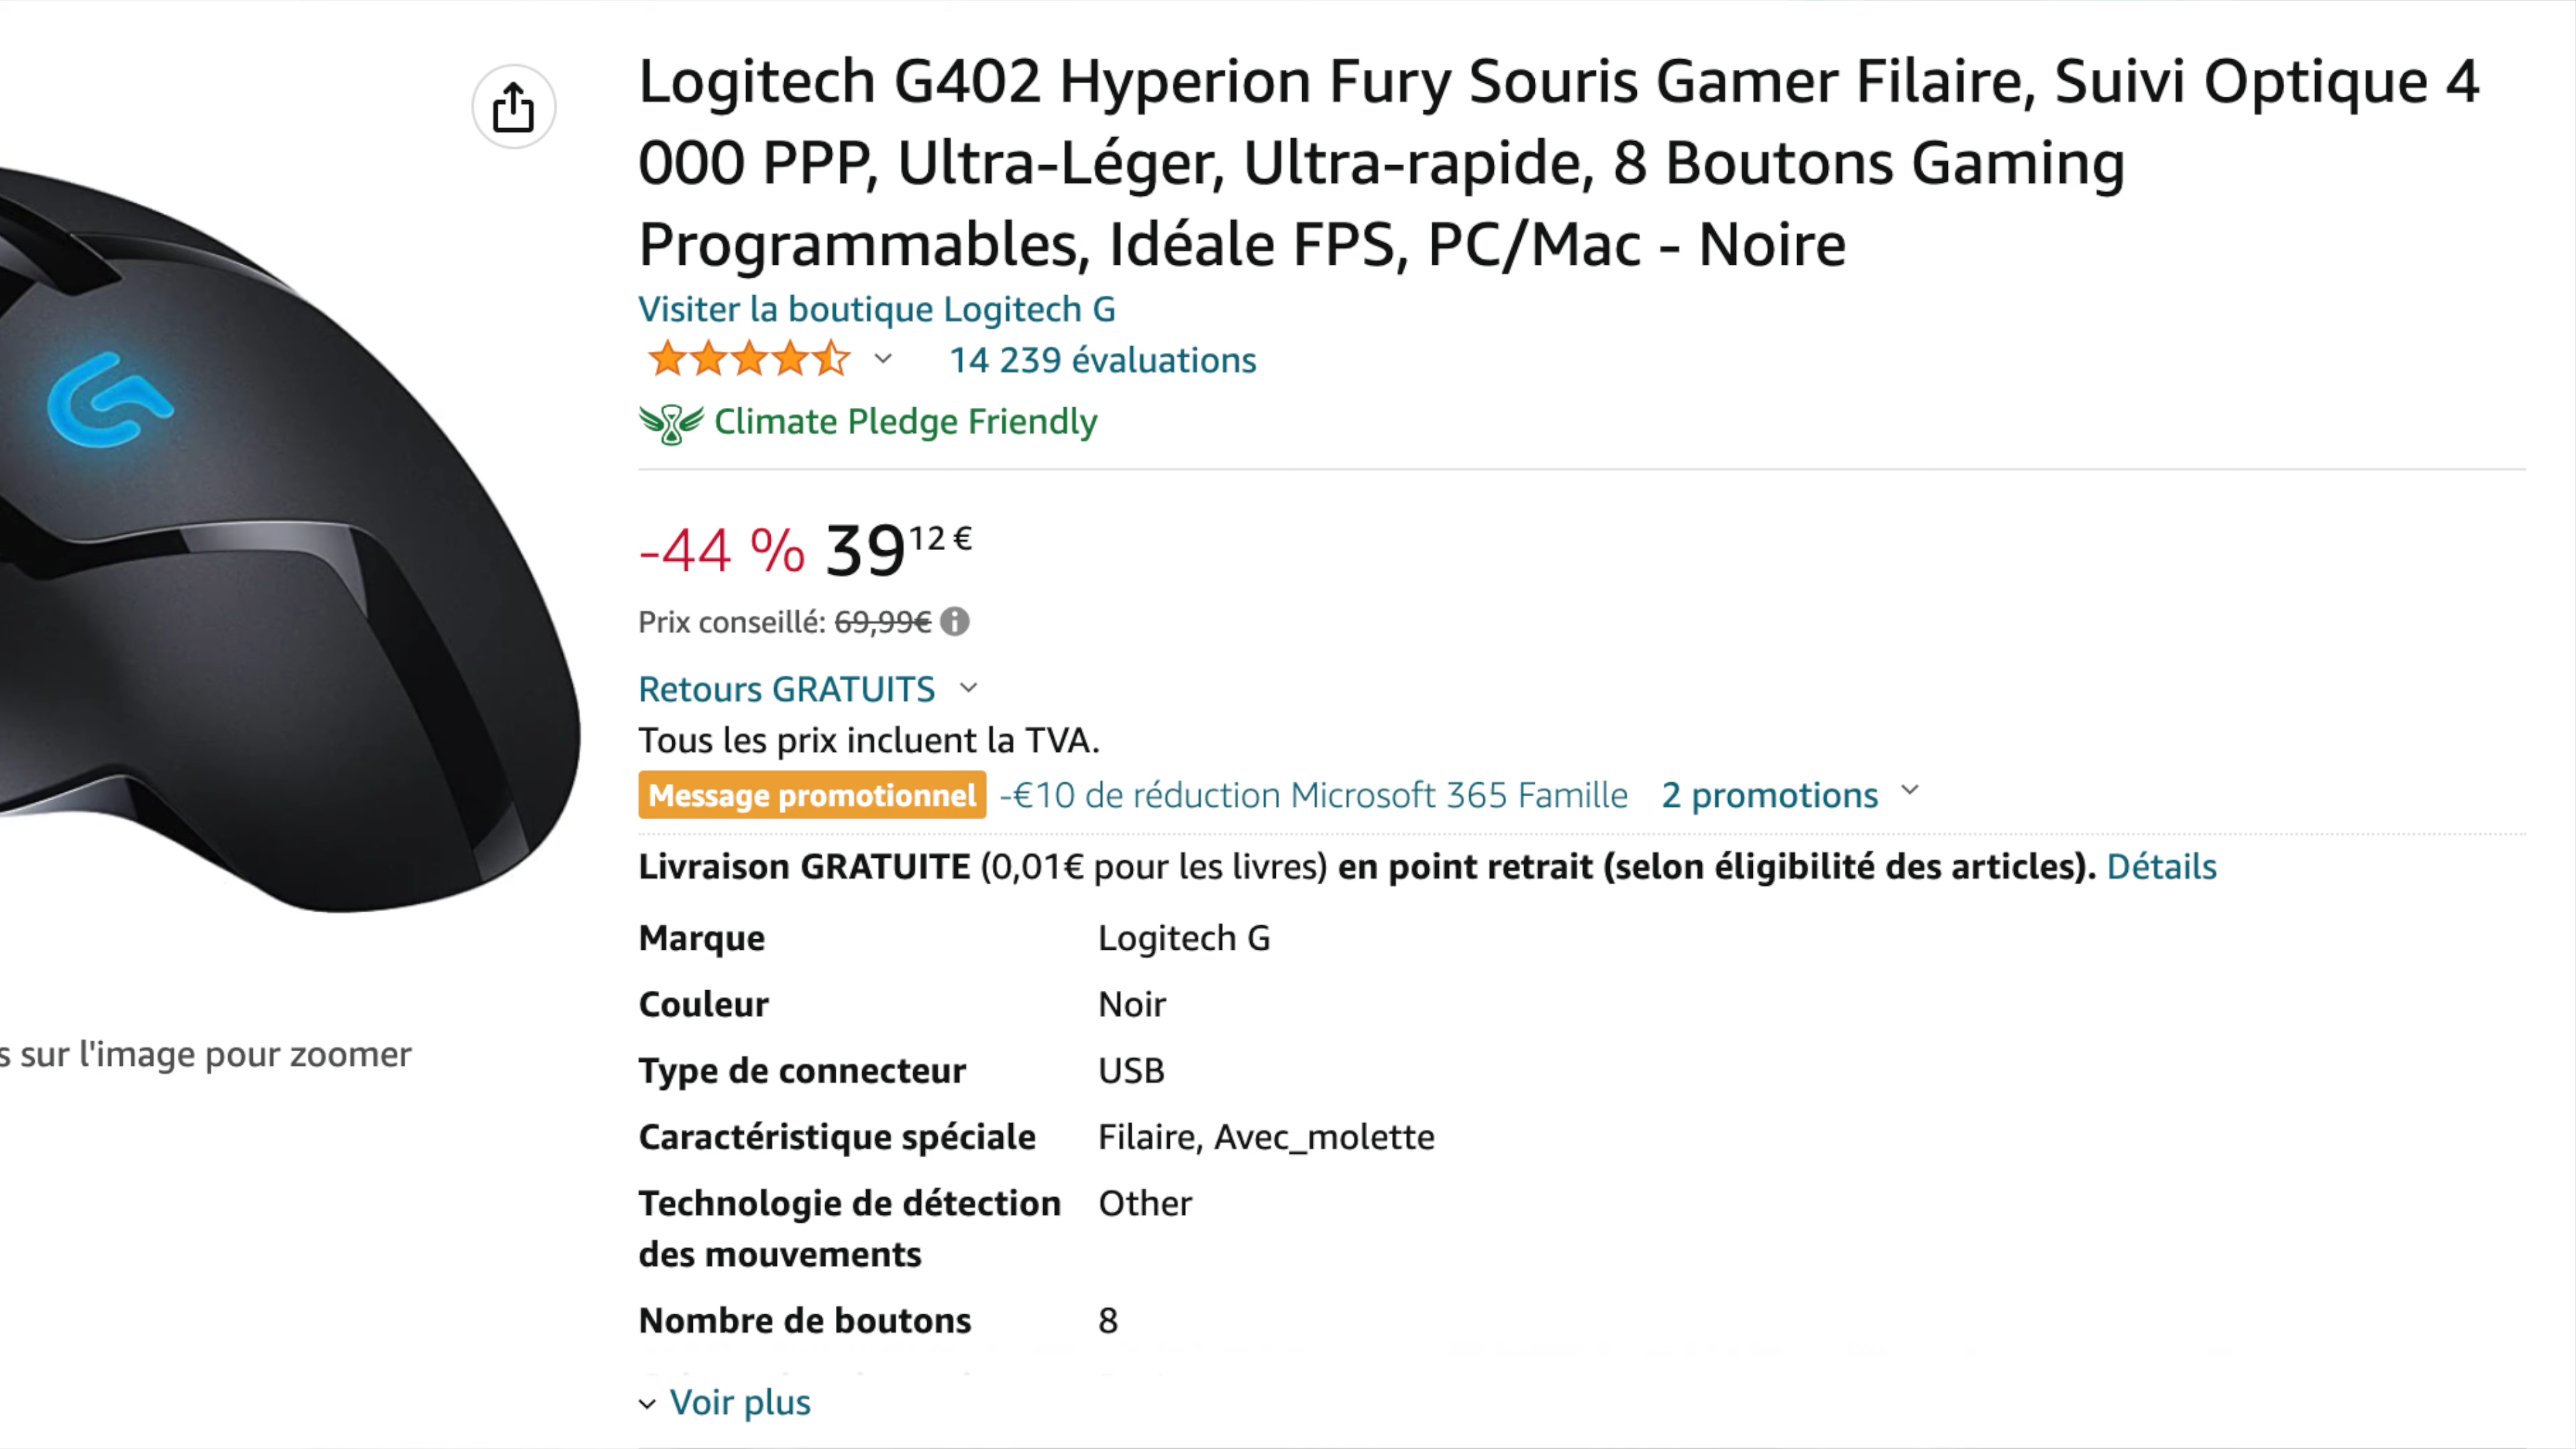 Logitech G402 Hyperion Fury Souris Gamer Filaire, Suivi Optique 4
000 PPP, Ultra-Léger, Ultra-rapide, 8 Boutons Gaming
Programmables, Idéale FPS, PC/Mac - Noire
Visiter la boutique Logitech G
14 239 évaluations
Climate Pledge Friendly
-44 % 39 12 €
Prix conseillé: 69,99€
Retours GRATUITS
Tous les prix incluent la TVA.
Message promotionnel -€10 de réduction Microsoft 365 Famille 2 promotions
Livraison GRATUITE (0,01€ pour les livres) en point retrait (selon éligibilité des articles). Détails
Marque Logitech G
Couleur Noir
s sur l'image pour zoomer
Type de connecteur USB
Caractéristique spéciale Filaire, Avec_molette
Technologie de détection Other
des mouvements
Nombre de boutons 8
Voir plus